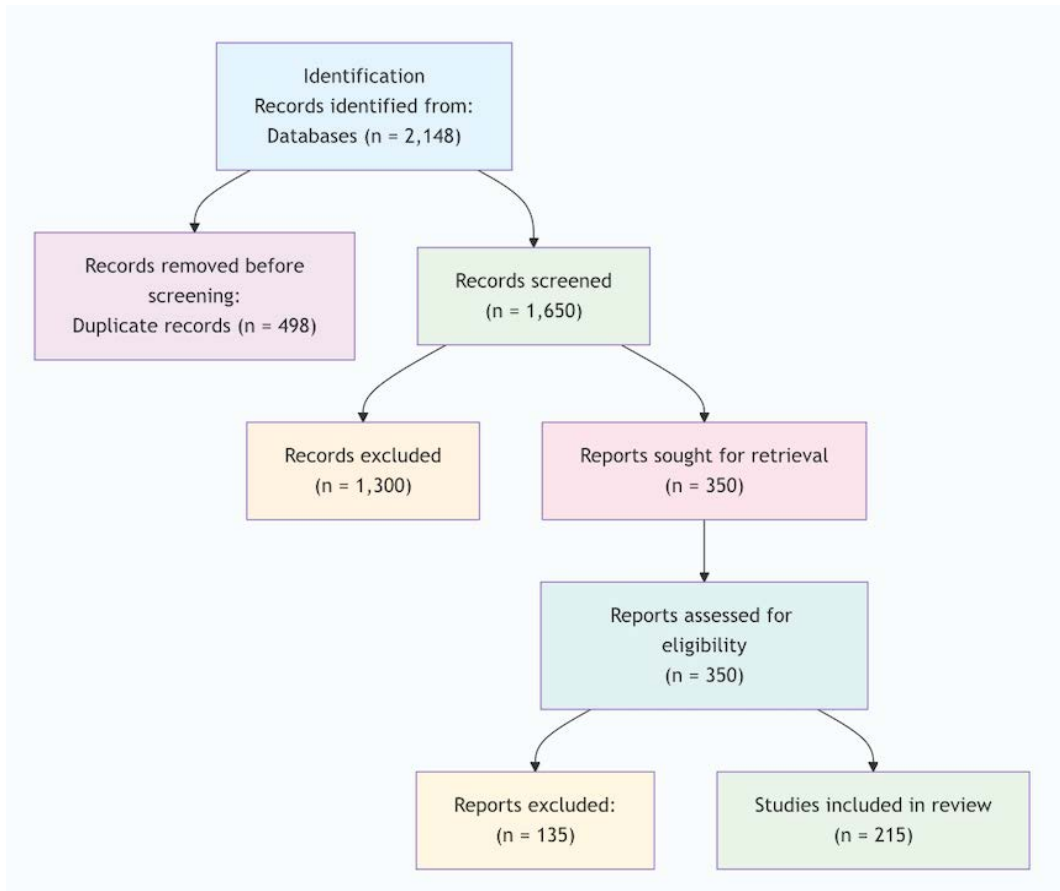 Identification
Records identified from:
Databases (n = 2,148)
Records removed before
screening:
Duplicate records (n = 498)
Records screened
(n = 1,650)
Records excluded
(n = 1,300)
Reports sought for retrieval
(n = 350)
Reports assessed for
eligibility
(n = 350)
Reports excluded:
(n = 135)
Studies included in review
(n = 215)